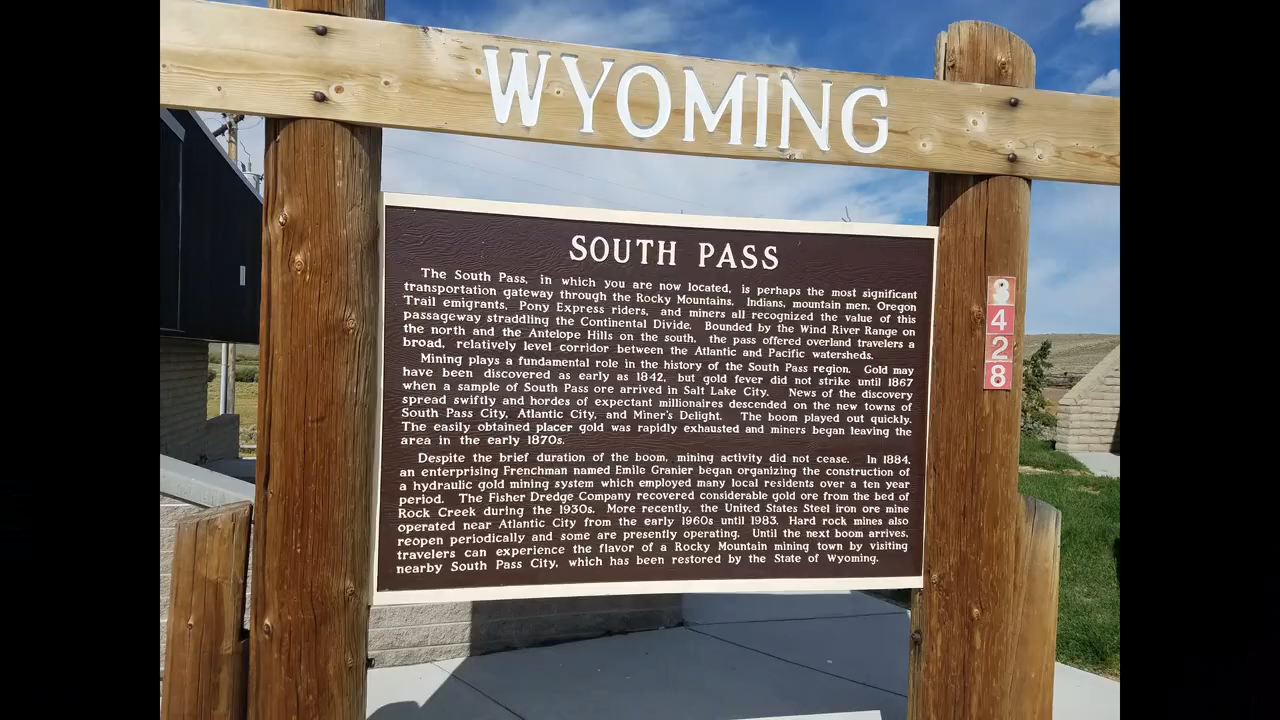 WYOMING
SOUTH PASS
The South Pass, in which you are now located, is perhaps the most significant
transportation gateway through the Rocky Mountains. Indians, mountain men, Oregon
Trail emigrants, Pony Express riders, and miners all recognized the value of this
passageway straddling the Continental Divide. Bounded by the Wind River Range on
the north and the Antelope Hills on the south, the pass offered overland travelers a
broad, relatively level corridor between the Atlantic and Pacific watersheds.
Mining plays a fundamental role in the history of the South Pass region. Gold may
have been discovered as early as 1842, but gold fever did not strike until 1867
when a sample of South Pass ore arrived in Salt Lake City. News of the discovery
spread swiftly and hordes of expectant millionaires descended on the new towns of
South Pass City, Atlantic City, and Miner's Delight. The boom played out quickly.
The easily obtained placer gold was rapidly exhausted and miners began leaving the
area in the early 1870s.
Despite the brief duration of the boom, mining activity did not cease. In 1884,
an enterprising Frenchman named Emile Granier began organizing the construction of
a hydraulic gold mining system which employed many local residents over a ten year
period. The Fisher Dredge Company recovered considerable gold ore from the bed of
Rock Creek during the 1930s. More recently, the United States Steel iron ore mine
operated near Atlantic City from the early 1960s until 1983. Hard rock mines also
reopen periodically and some are presently operating. Until the next boom arrives,
travelers can experience the flavor of a Rocky Mountain mining town by visiting
nearby South Pass City, which has been restored by the State of Wyoming.
8
4
2
8